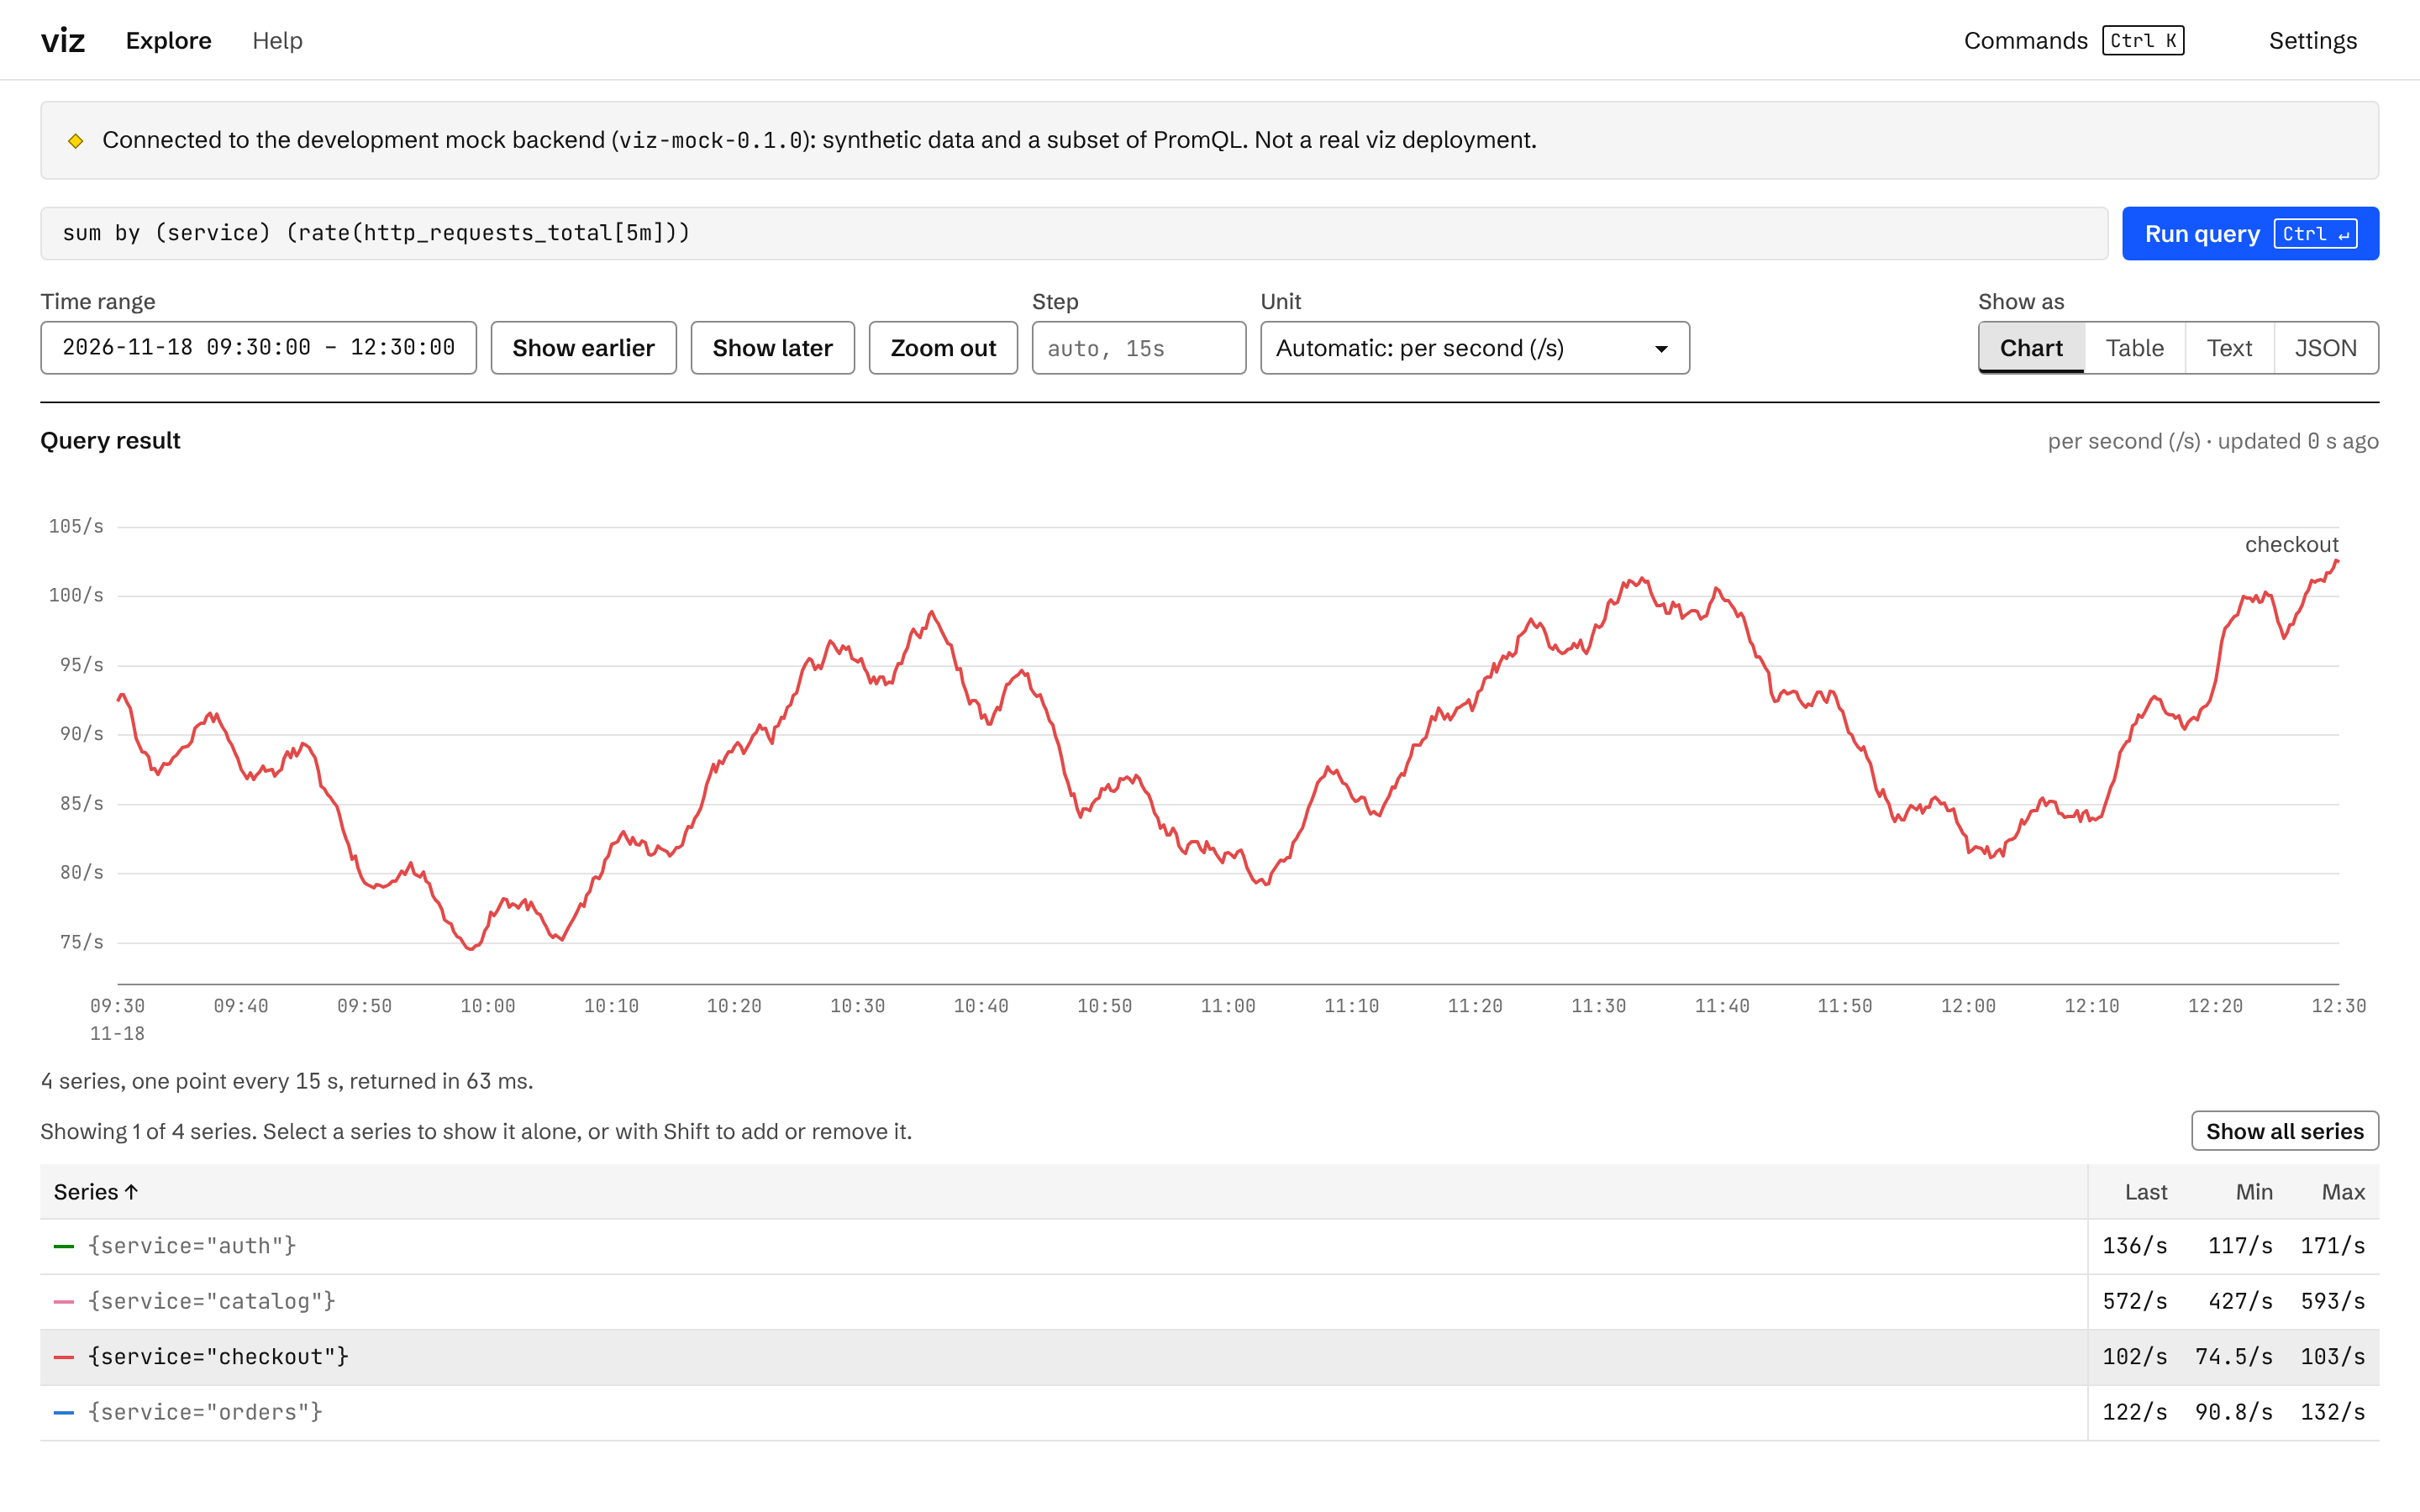 viz Explore Help Commands Ctrl K Settings
Connected to the development mock backend (viz-mock-0.1.0): synthetic data and a subset of PromQL. Not a real viz deployment.
sum by (service) (rate(http_requests_total[5m])) Run query Ctrl ↵
Time range Step Unit Show as
2026-11-18 09:30:00 – 12:30:00 Show earlier Show later Zoom out auto, 15s Automatic: per second (/s) Chart Table Text JSON
Query result per second (/s) · updated 0 s ago
105/s
checkout
100/s
95/s
90/s
85/s
80/s
75/s
09:30 09:40 09:50 10:00 10:10 10:20 10:30 10:40 10:50 11:00 11:10 11:20 11:30 11:40 11:50 12:00 12:10 12:20 12:30
11-18
4 series, one point every 15 s, returned in 63 ms.
Showing 1 of 4 series. Select a series to show it alone, or with Shift to add or remove it. Show all series
Series ↑ Last Min Max
{service="auth"} 136/s 117/s 171/s
{service="catalog"} 572/s 427/s 593/s
{service="checkout"} 102/s 74.5/s 103/s
{service="orders"} 122/s 90.8/s 132/s